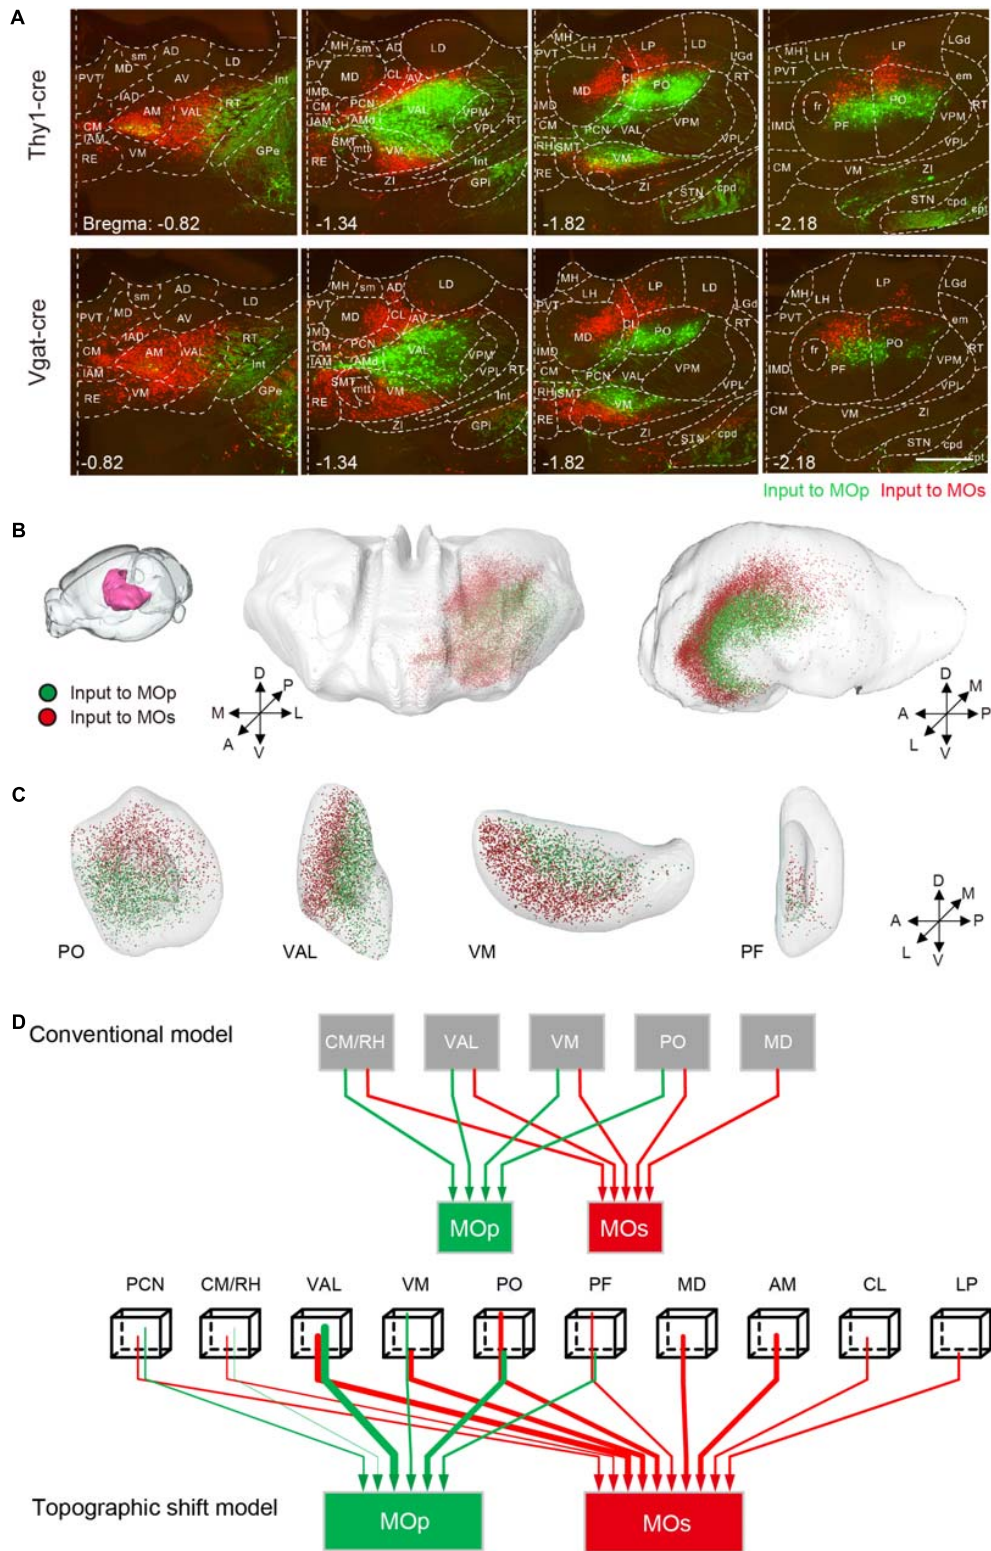 A
Thy1-cre
PVT
MD
sm
AD
LD
Int
IAD
AV
RT
AM
VAL
CM
IAM
RE
VM
GPe
Bregma: -0.82
MH
sm
AD
LD
PVT
MD
CL
AV
IMD
PCN
VAL
CM
IAM
AMd
VPM
RT
SMT
mtt
VM
VPL
RE
Int
ZI
GPi
-1.34
MH
LH
LP
LD
LGd
PVT
CL
RT
MD
PO
IMD
CM
PCN
VAL
VPM
RH
SMT
VM
VPL
RE
ZI
STN
cpd
-1.82
MH
LH
LP
LGd
PVT
em
fr
PO
RT
PF
VPM
IMD
VPL
CM
VM
ZI
STN
cpd
cpt
-2.18
Vgat-cre
PVT
MD
sm
AD
LD
IAD
AV
RT
CM
AM
VAL
Int
IAM
RE
VM
GPe
-0.82
MH
sm
AD
LD
PVT
MD
CL
AV
IMD
CM
PCN
VAL
IAM
AMd
VPM
RT
SMT
mtt
VPL
RE
VM
Int
ZI
GPi
-1.34
MH
LH
LP
LD
LGd
PVT
CL
RT
MD
PO
IMD
CM
PCN
VAL
VPM
RH
SMT
VM
VPL
RE
ZI
STN
cpd
-1.82
MH
LH
LP
LGd
PVT
em
fr
PO
RT
PF
VPM
IMD
VPL
CM
VM
ZI
STN
cpd
cpt
-2.18
Input to MOp Input to MOs
B
Input to MOp
Input to MOs
D
P
M
L
A
V
D
M
A
P
L
V
C
PO
VAL
VM
PF
D
M
A
P
L
V
D
Conventional model
CM/RH VAL VM PO MD
MOp MOs
PCN CM/RH VAL VM PO PF MD AM CL LP
Topographic shift model
MOp MOs